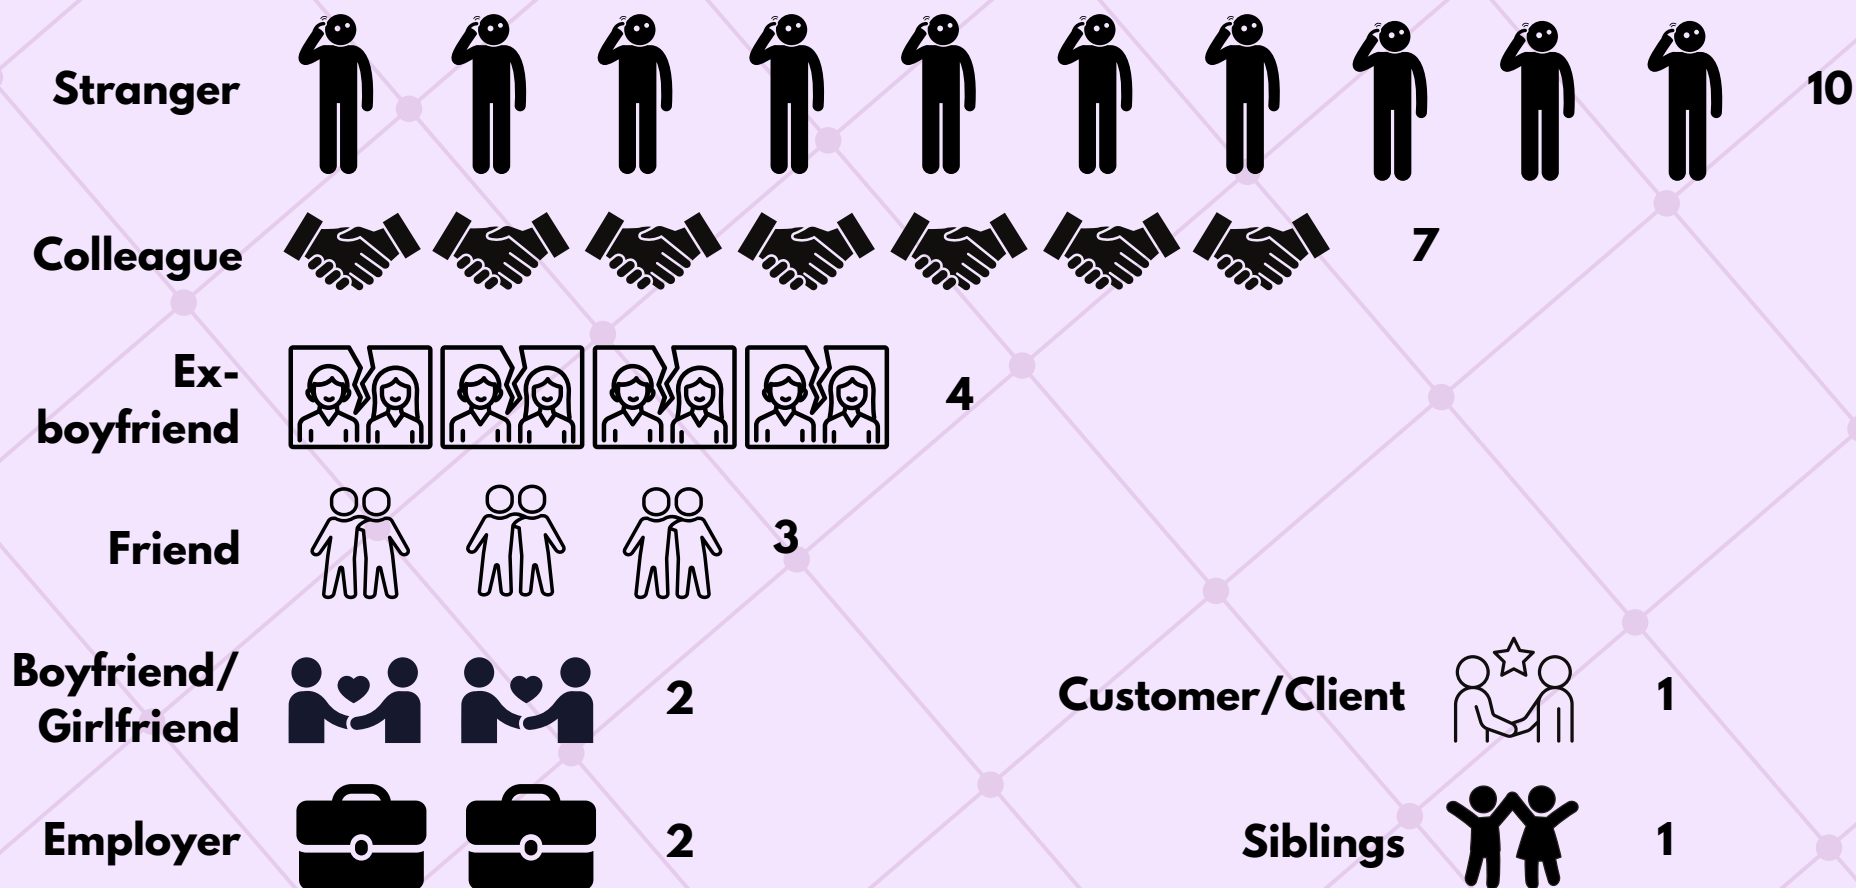 Stranger 10
Colleague 7
Ex-
boyfriend 4
Friend 3
Boyfriend/
Girlfriend 2
Customer/Client 1
Employer 2
Siblings 1